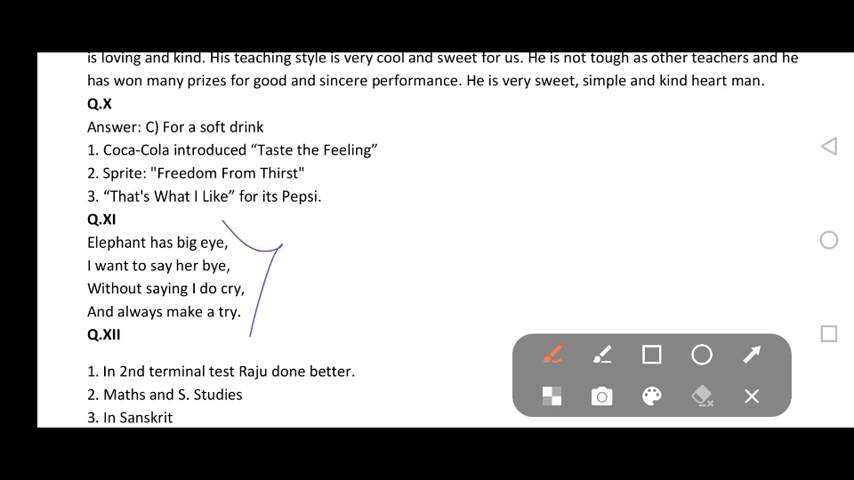 is loving and kind. His teaching style is very cool and sweet for us. He is not tough as other teachers and he
has won many prizes for good and sincere performance. He is very sweet, simple and kind heart man.
Q.X
Answer: C) For a soft drink
1. Coca-Cola introduced “Taste the Feeling”
2. Sprite: "Freedom From Thirst"
3. “That's What I Like” for its Pepsi.
Q.XI
Elephant has big eye,
I want to say her bye,
Without saying I do cry,
And always make a try.
Q.XII
1. In 2nd terminal test Raju done better.
2. Maths and S. Studies
3. In Sanskrit